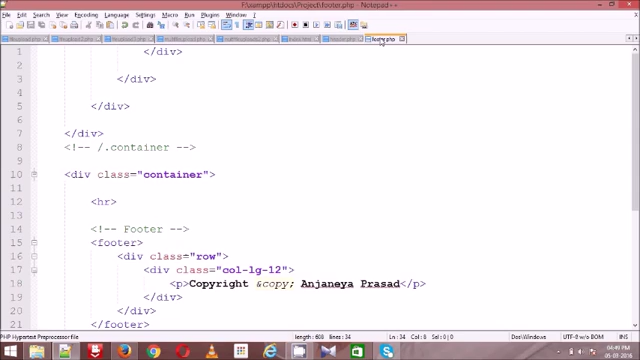 F:\xampp\htdocs\Project\footer.php - Notepad++
File Edit Search View Encoding Language Settings Macro Run Plugins Window ?
footer.php
1 </div>
2
3 </div>
4
5 </div>
6
7 </div>
8 <!-- /.container -->
9
10 <div class="container">
11
12 <hr>
13
14 <!-- Footer -->
15 <footer>
16 <div class="row">
17 <div class="col-lg-12">
18 <p>Copyright &copy; Anjaneya Prasad</p>
19 </div>
20 </div>
21 </footer>
PHP Hypertext Preprocessor file length : 608 lines : 34 Ln : 34 Col : 8 Sel : 0 | 0 Dos\Windows UTF-8 w/o BOM INS